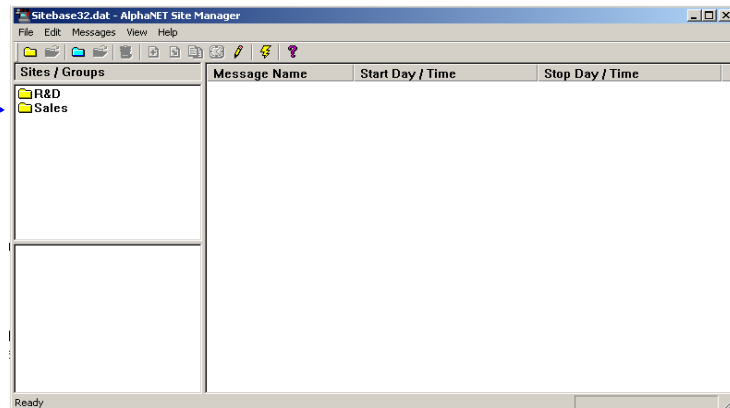 Sitebase32.dat - AlphaNET Site Manager
File Edit Messages View Help
Sites / Groups Message Name Start Day / Time Stop Day / Time
R&D
Sales
Ready